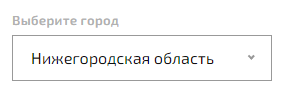 Выберите город
Нижегородская область